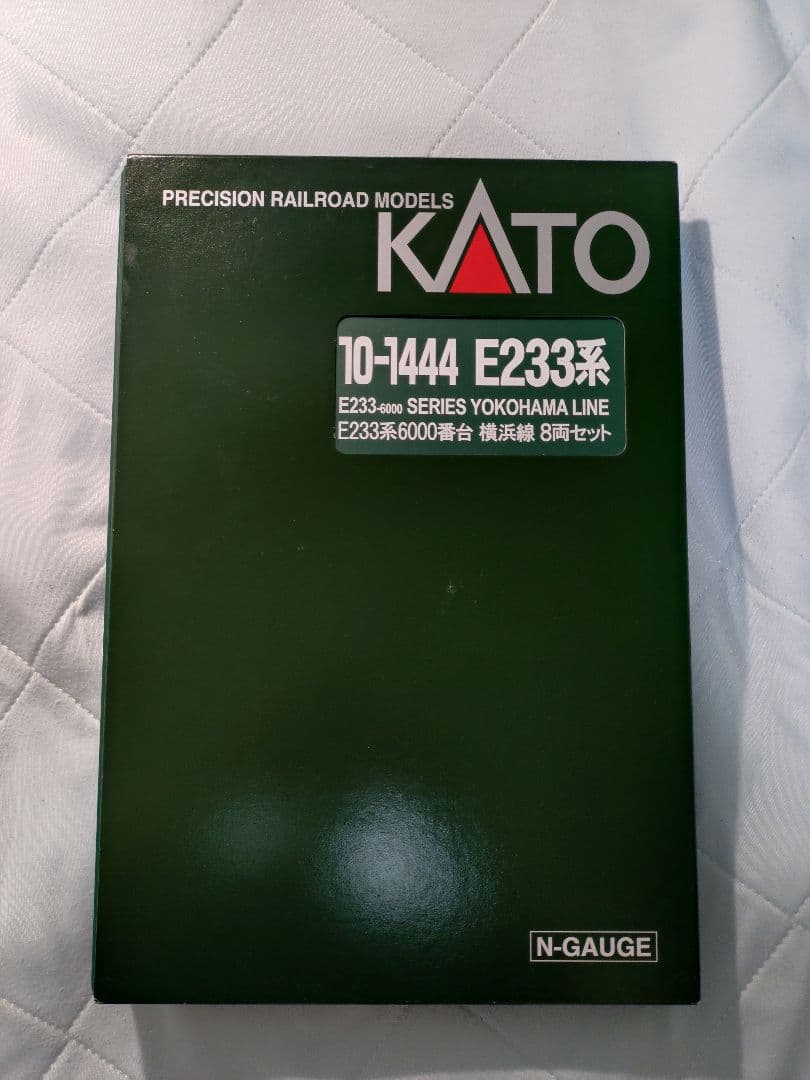 PRECISION RAILROAD MODELS
KATO
10-1444 E233系
E233-6000 SERIES YOKOHAMA LINE
E233系6000番台 横浜線 8両セット
N-GAUGE